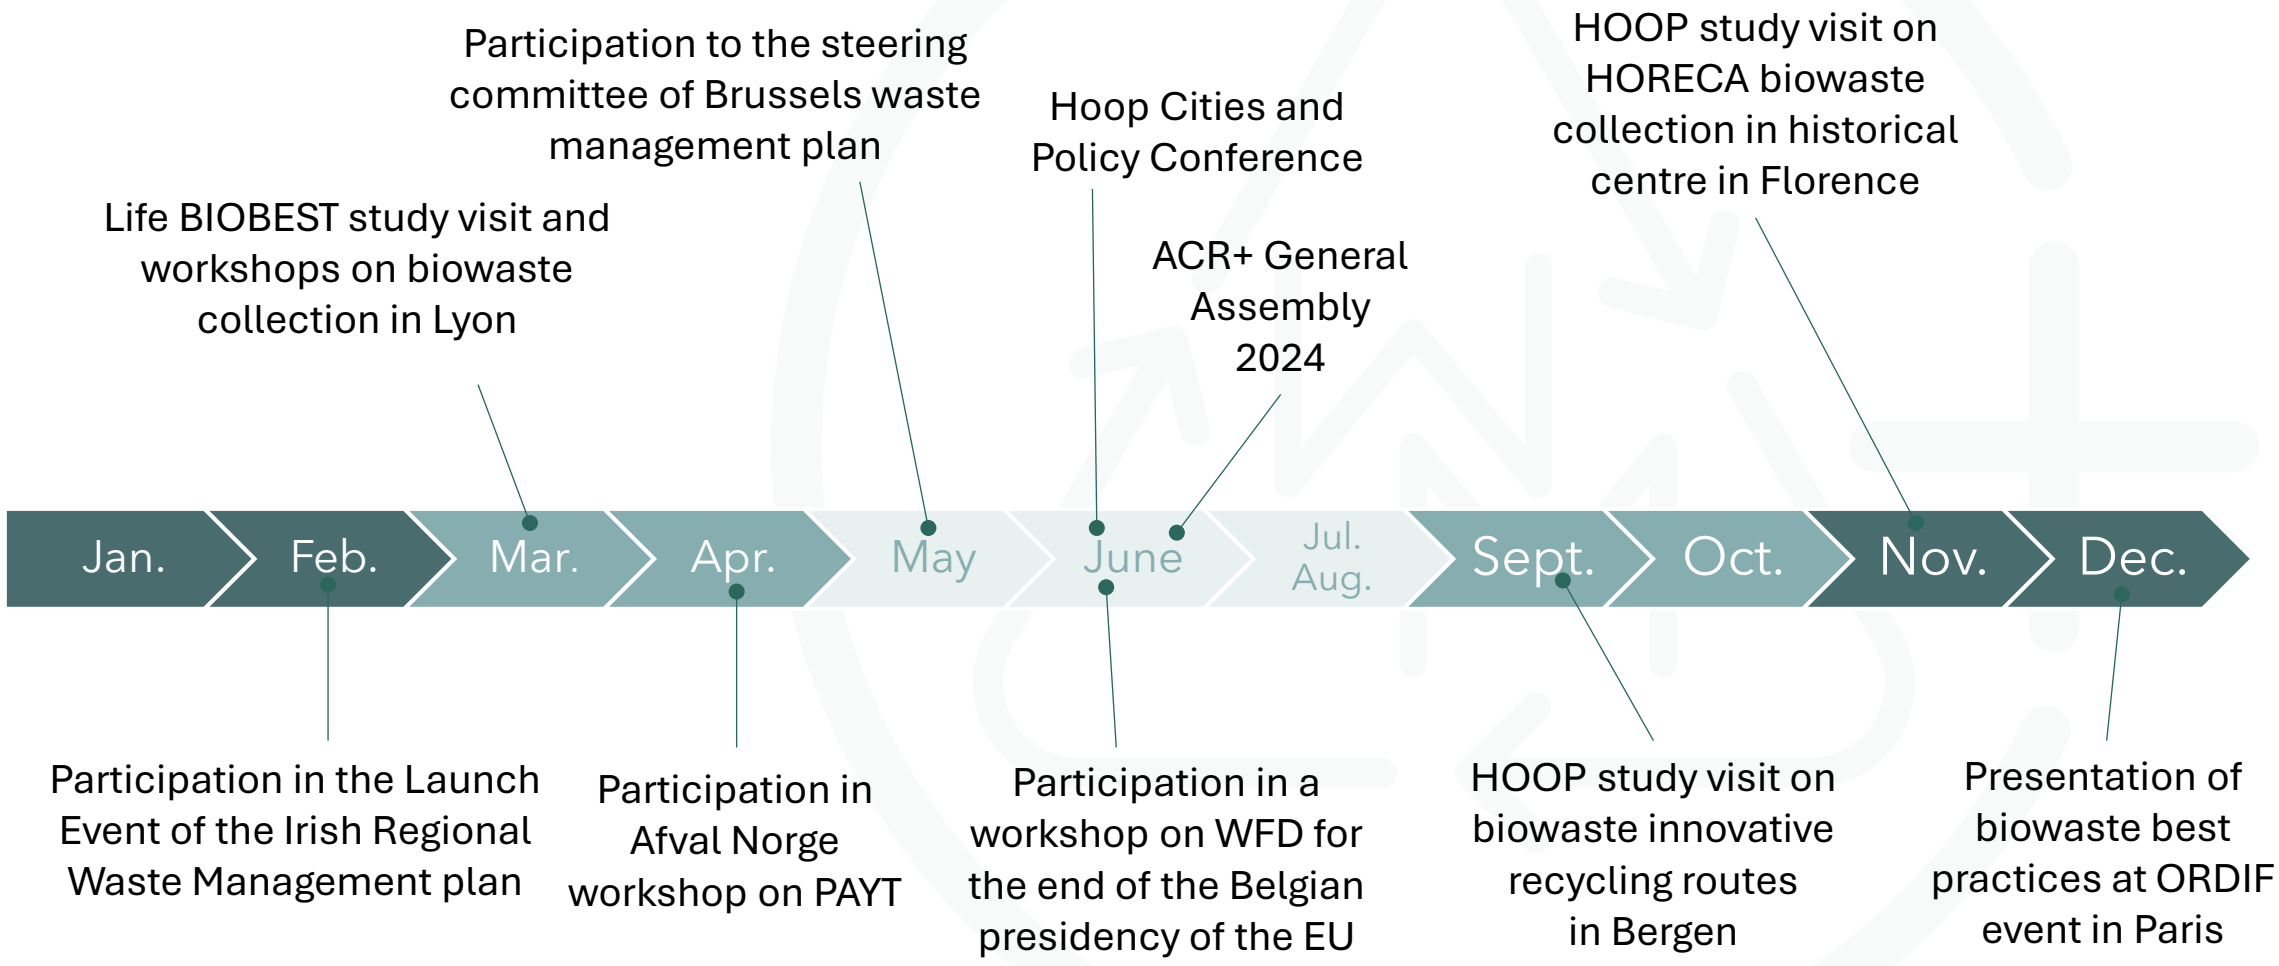 Participation to the steering
committee of Brussels waste
management plan
HOOP study visit on
HORECA biowaste
collection in historical
centre in Florence
Hoop Cities and
Policy Conference
Life BIOBEST study visit and
workshops on biowaste
collection in Lyon
ACR+ General
Assembly
2024
Jan.
Feb.
Mar.
Apr.
May
June
Jul.
Aug.
Sept.
Oct.
Nov.
Dec.
Participation in the Launch
Event of the Irish Regional
Waste Management plan
Participation in
Afval Norge
workshop on PAYT
Participation in a
workshop on WFD for
the end of the Belgian
presidency of the EU
HOOP study visit on
biowaste innovative
recycling routes
in Bergen
Presentation of
biowaste best
practices at ORDIF
event in Paris